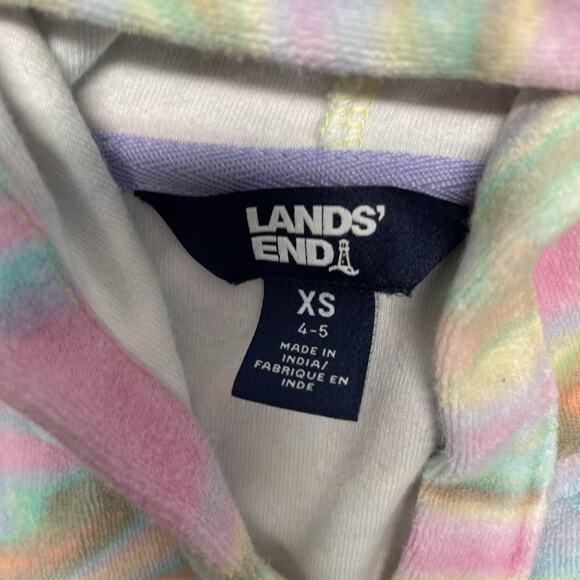 LANDS'
END
XS
4-5
MADE IN
INDIA/
FABRIQUE EN
INDE